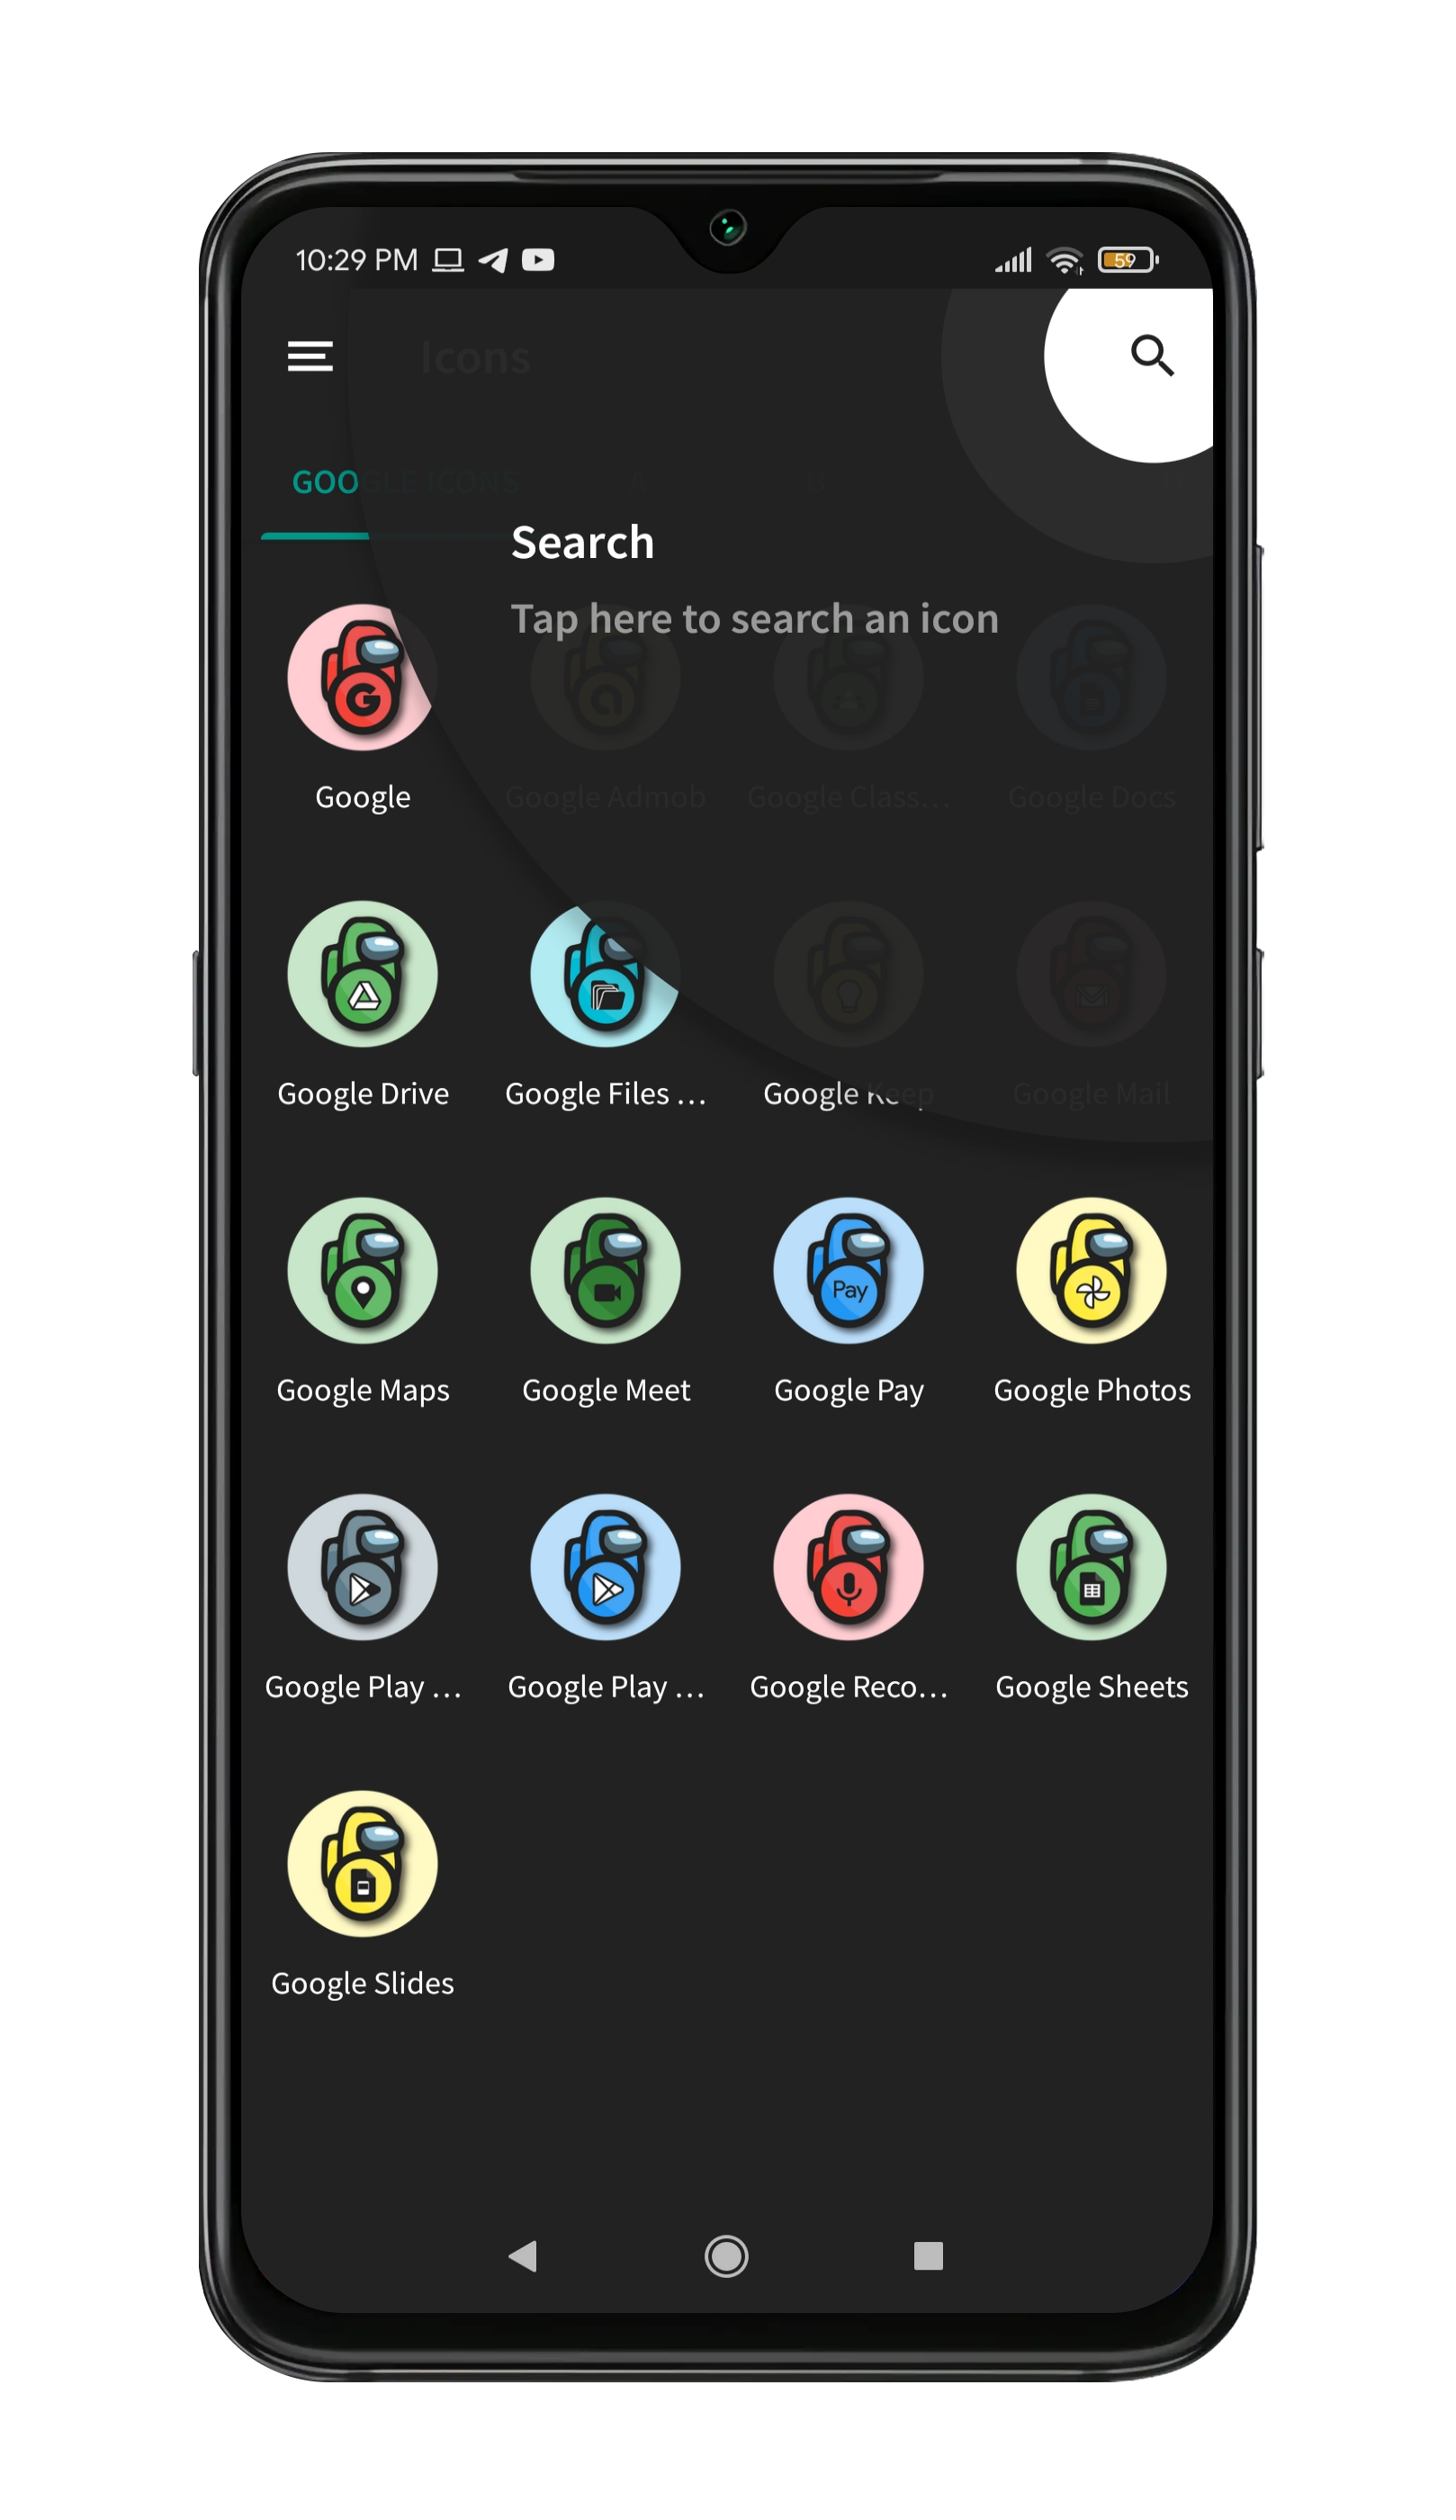 10:29 PM
59
Icons
GOOGLE ICONS A B
Search
Tap here to search an icon
Google Google Admob Google Class... Google Docs
Google Drive Google Files ... Google Keep Google Mail
Pay
Google Maps Google Meet Google Pay Google Photos
Google Play ... Google Play ... Google Reco... Google Sheets
Google Slides